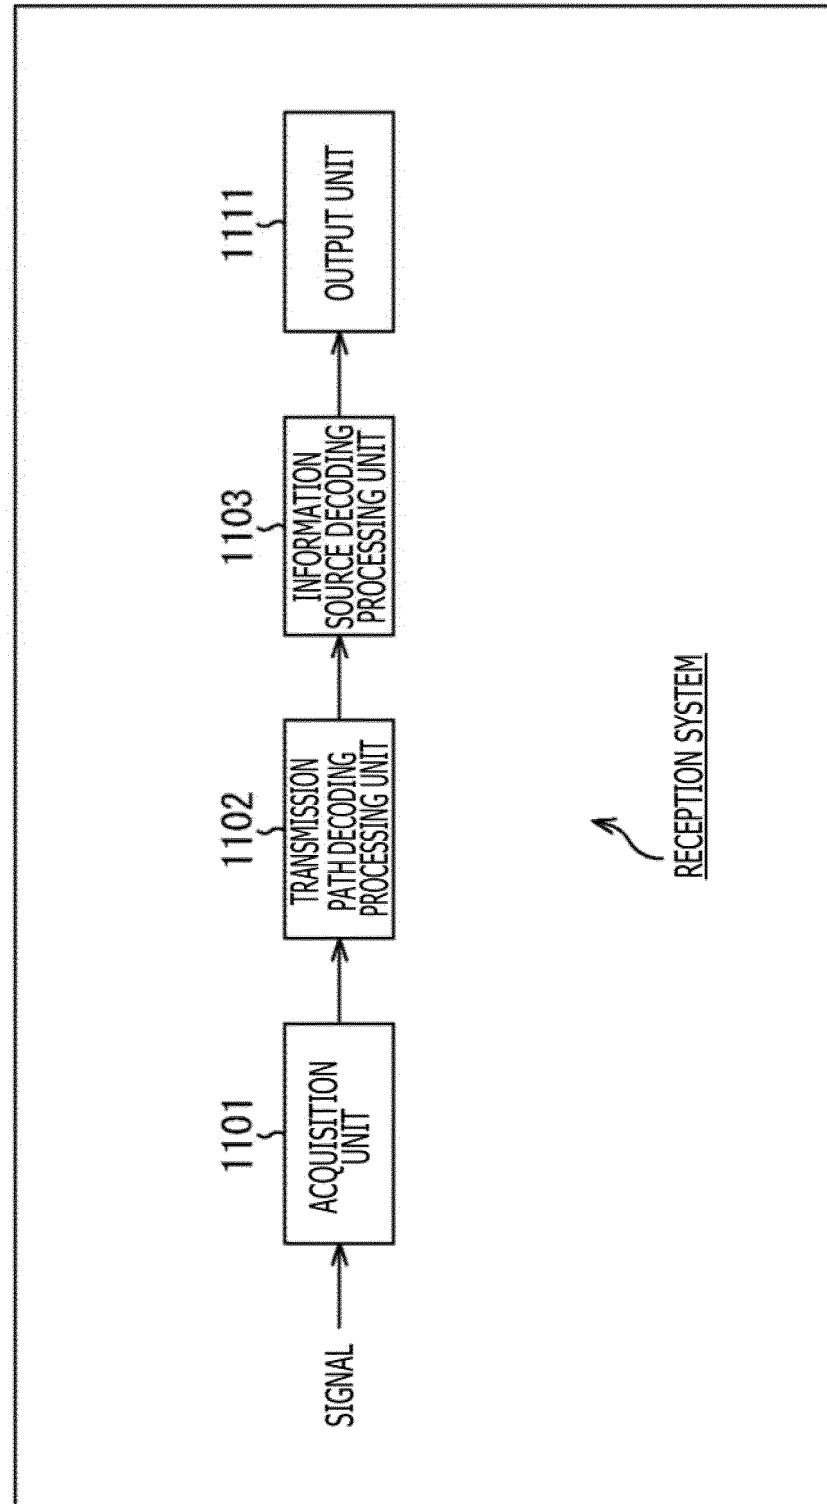 1101
1102
1103
1111
SIGNAL
ACQUISITION
UNIT
TRANSMISSION
PATH DECODING
PROCESSING UNIT
INFORMATION
SOURCE DECODING
PROCESSING UNIT
OUTPUT UNIT
RECEPTION SYSTEM